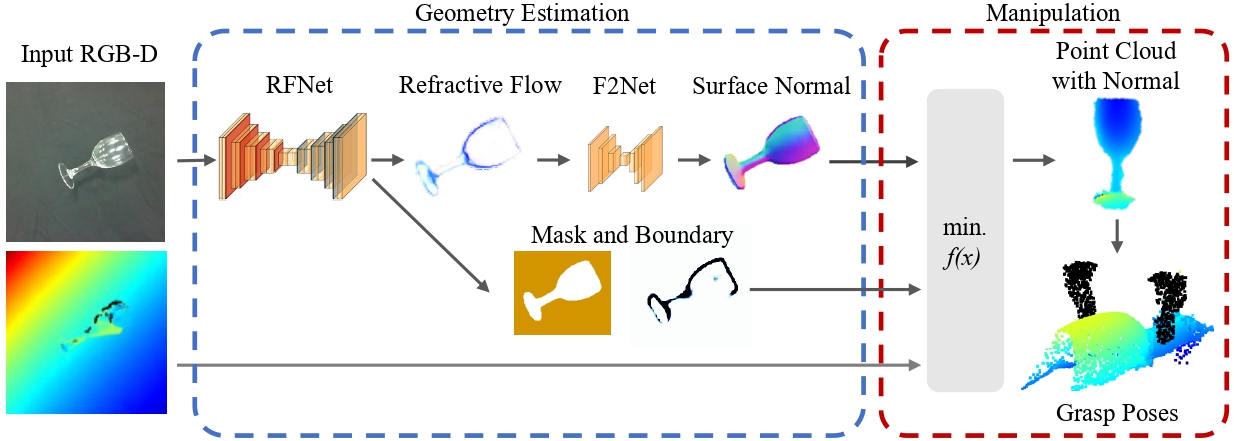 Geometry Estimation
Manipulation
Input RGB-D
RFNet
Refractive Flow
F2Net
Surface Normal
Point Cloud
with Normal
Mask and Boundary
min.
f(x)
Grasp Poses